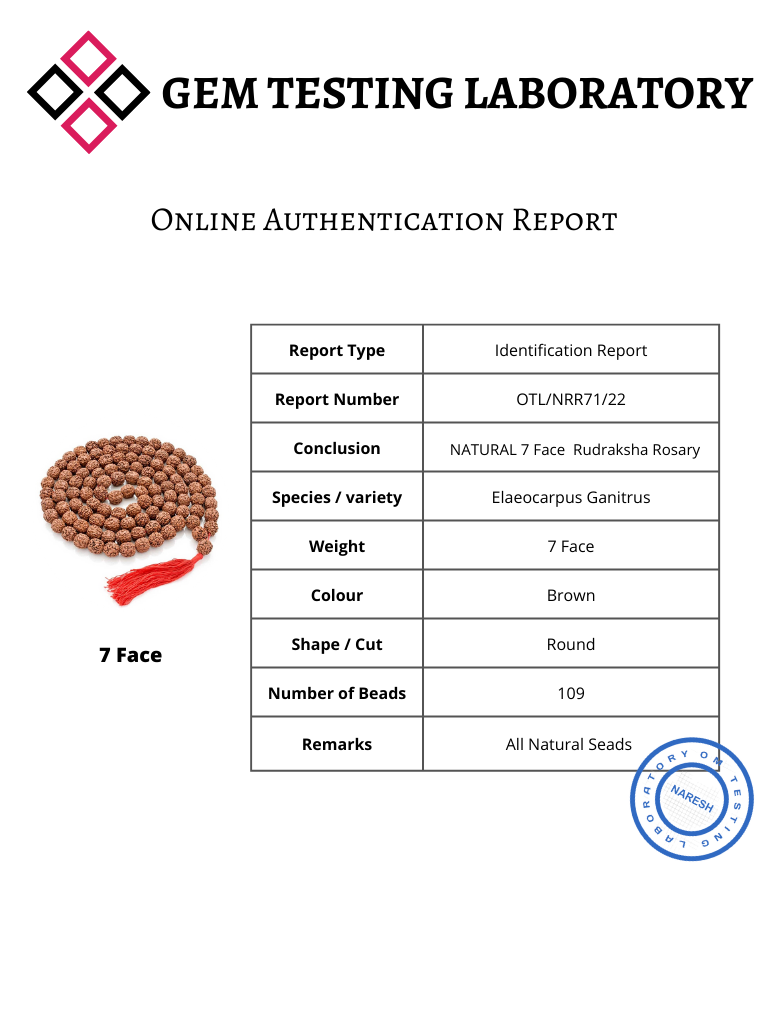 GEM TESTING LABORATORY
Online Authentication Report
Report Type Identification Report
Report Number OTL/NRR71/22
Conclusion NATURAL 7 Face Rudraksha Rosary
Species / variety Elaeocarpus Ganitrus
Weight 7 Face
Colour Brown
Shape / Cut Round
Number of Beads 109
Remarks All Natural Seads
7 Face
OM TESTING LABORATORY
NARESH